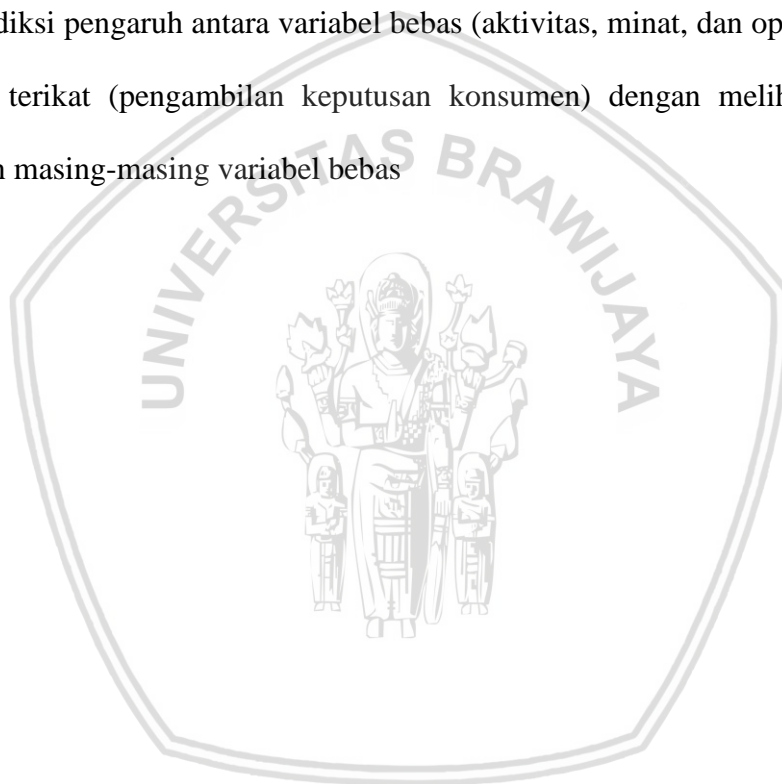 diksi pengaruh antara variabel bebas (aktivitas, minat, dan op
terikat (pengambilan keputusan konsumen) dengan melih
masing-masing variabel bebas
UNIVERSITAS BRAWIJAYA